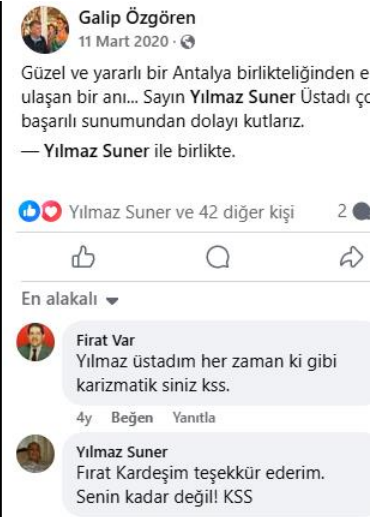 Galip Özgören
11 Mart 2020 ·
Güzel ve yararlı bir Antalya birlikteliğinden
ulaşan bir anı... Sayın Yılmaz Suner Üstadı
başarılı sunumundan dolayı kutlarız.
— Yılmaz Suner ile birlikte.
Yılmaz Suner ve 42 diğer kişi 2
En alakalı
Firat Var
Yılmaz üstadım her zaman ki gibi
karizmatik siniz kss.
4y Beğen Yanıtla
Yılmaz Suner
Fırat Kardeşim teşekkür ederim.
Senin kadar değil! KSS